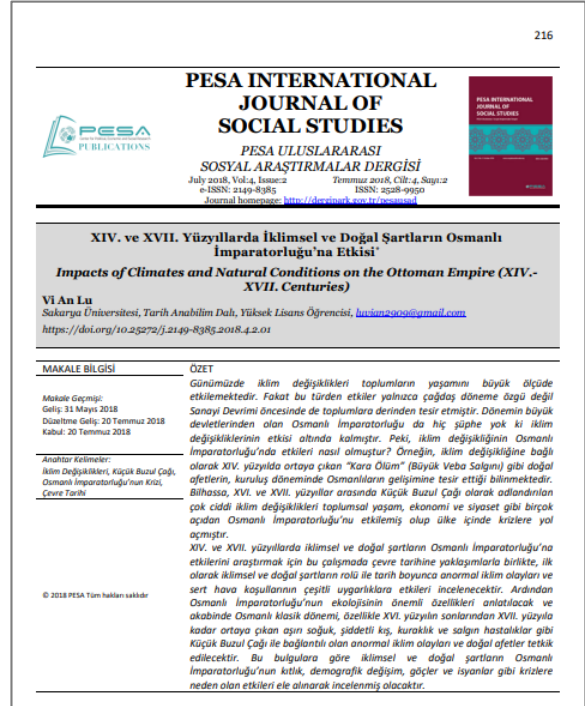 216
PESA INTERNATIONAL
JOURNAL OF
SOCIAL STUDIES
PESA ULUSLARARASI
SOSYAL ARAŞTIRMALAR DERGİSİ
July 2018, Vol:4, Issue:2 Temmuz 2018, Cilt:4, Sayı:2
e-ISSN: 2149-8385 ISSN: 2528-9950
Journal homepage: http://dergipark.gov.tr/pesausad
PESA
PUBLICATIONS
PESA INTERNATIONAL
JOURNAL OF
SOCIAL STUDIES
XIV. ve XVII. Yüzyıllarda İklimsel ve Doğal Şartların Osmanlı
İmparatorluğu'na Etkisi*
Impacts of Climates and Natural Conditions on the Ottoman Empire (XIV.-
XVII. Centuries)
Vi An Lu
Sakarya Üniversitesi, Tarih Anabilim Dalı, Yüksek Lisans Öğrencisi, luvian2909@gmail.com
https://doi.org/10.25272/j.2149-8385.2018.4.2.01
MAKALE BİLGİSİ
Makale Geçmişi:
Geliş: 31 Mayıs 2018
Düzeltme Geliş: 20 Temmuz 2018
Kabul: 20 Temmuz 2018
Anahtar Kelimeler:
İklim Değişiklikleri, Küçük Buzul Çağı,
Osmanlı İmparatorluğu'nun Krizi,
Çevre Tarihi
© 2018 PESA Tüm hakları saklıdır
ÖZET
Günümüzde iklim değişiklikleri toplumların yaşamını büyük ölçüde
etkilemektedir. Fakat bu türden etkiler yalnızca çağdaş döneme özgü değil
Sanayi Devrimi öncesinde de toplumlara derinden tesir etmiştir. Dönemin büyük
devletlerinden olan Osmanlı İmparatorluğu da hiç şüphe yok ki iklim
değişikliklerinin etkisi altında kalmıştır. Peki, iklim değişikliğinin Osmanlı
İmparatorluğu'nda etkileri nasıl olmuştur? Örneğin, iklim değişikliğine bağlı
olarak XIV. yüzyılda ortaya çıkan "Kara Ölüm" (Büyük Veba Salgını) gibi doğal
afetlerin, kuruluş döneminde Osmanlıların gelişimine tesir ettiği bilinmektedir.
Bilhassa, XVI. ve XVII. yüzyıllar arasında Küçük Buzul Çağı olarak adlandırılan
çok ciddi iklim değişiklikleri toplumsal yaşam, ekonomi ve siyaset gibi birçok
açıdan Osmanlı İmparatorluğu'nu etkilemiş olup ülke içinde krizlere yol
açmıştır.
XIV. ve XVII. yüzyıllarda iklimsel ve doğal şartların Osmanlı İmparatorluğu'na
etkilerini araştırmak için bu çalışmada çevre tarihine yaklaşımlarla birlikte, ilk
olarak iklimsel ve doğal şartların rolü ile tarih boyunca anormal iklim olayları ve
sert hava koşullarının çeşitli uygarlıklara etkileri incelenecektir. Ardından
Osmanlı İmparatorluğu'nun ekolojisinin önemli özellikleri anlatılacak ve
akabinde Osmanlı klasik dönemi, özellikle XVI. yüzyılın sonlarından XVII. yüzyıla
kadar ortaya çıkan aşırı soğuk, şiddetli kış, kuraklık ve salgın hastalıklar gibi
Küçük Buzul Çağı ile bağlantılı olan anormal iklim olayları ve doğal afetler tetkik
edilecektir. Bu bulgulara göre iklimsel ve doğal şartların Osmanlı
İmparatorluğu'nun kıtlık, demografik değişim, göçler ve isyanlar gibi krizlere
neden olan etkileri ele alınarak incelenmiş olacaktır.